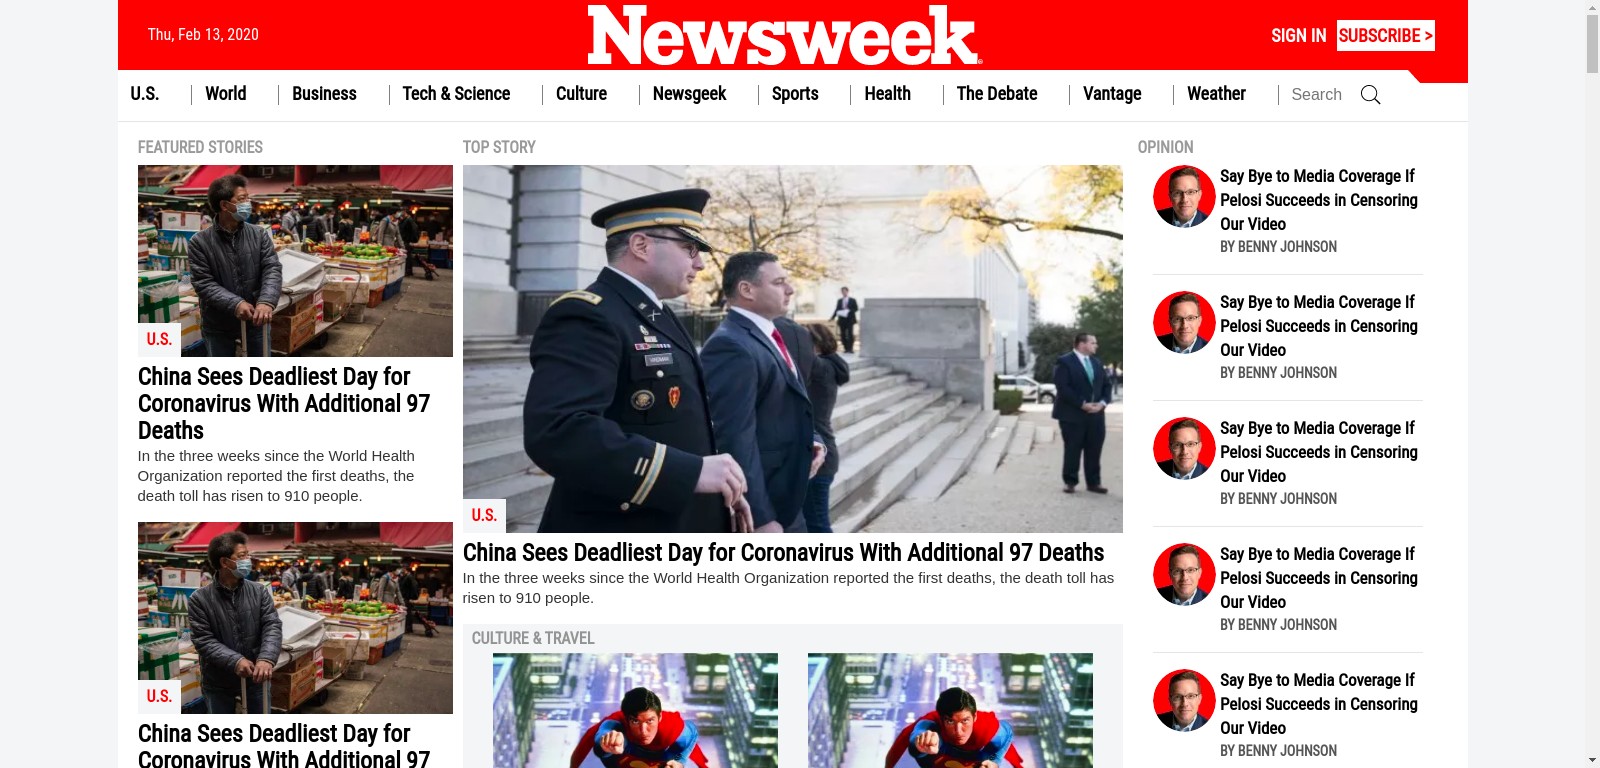 Thu, Feb 13, 2020
Newsweek
SIGN IN
SUBSCRIBE >
U.S.
World
Business
Tech & Science
Culture
Newsgeek
Sports
Health
The Debate
Vantage
Weather
Search
FEATURED STORIES
U.S.
China Sees Deadliest Day for
Coronavirus With Additional 97
Deaths
In the three weeks since the World Health
Organization reported the first deaths, the
death toll has risen to 910 people.
U.S.
China Sees Deadliest Day for
Coronavirus With Additional 97
TOP STORY
U.S.
China Sees Deadliest Day for Coronavirus With Additional 97 Deaths
In the three weeks since the World Health Organization reported the first deaths, the death toll has
risen to 910 people.
CULTURE & TRAVEL
OPINION
Say Bye to Media Coverage If
Pelosi Succeeds in Censoring
Our Video
BY BENNY JOHNSON
Say Bye to Media Coverage If
Pelosi Succeeds in Censoring
Our Video
BY BENNY JOHNSON
Say Bye to Media Coverage If
Pelosi Succeeds in Censoring
Our Video
BY BENNY JOHNSON
Say Bye to Media Coverage If
Pelosi Succeeds in Censoring
Our Video
BY BENNY JOHNSON
Say Bye to Media Coverage If
Pelosi Succeeds in Censoring
Our Video
BY BENNY JOHNSON